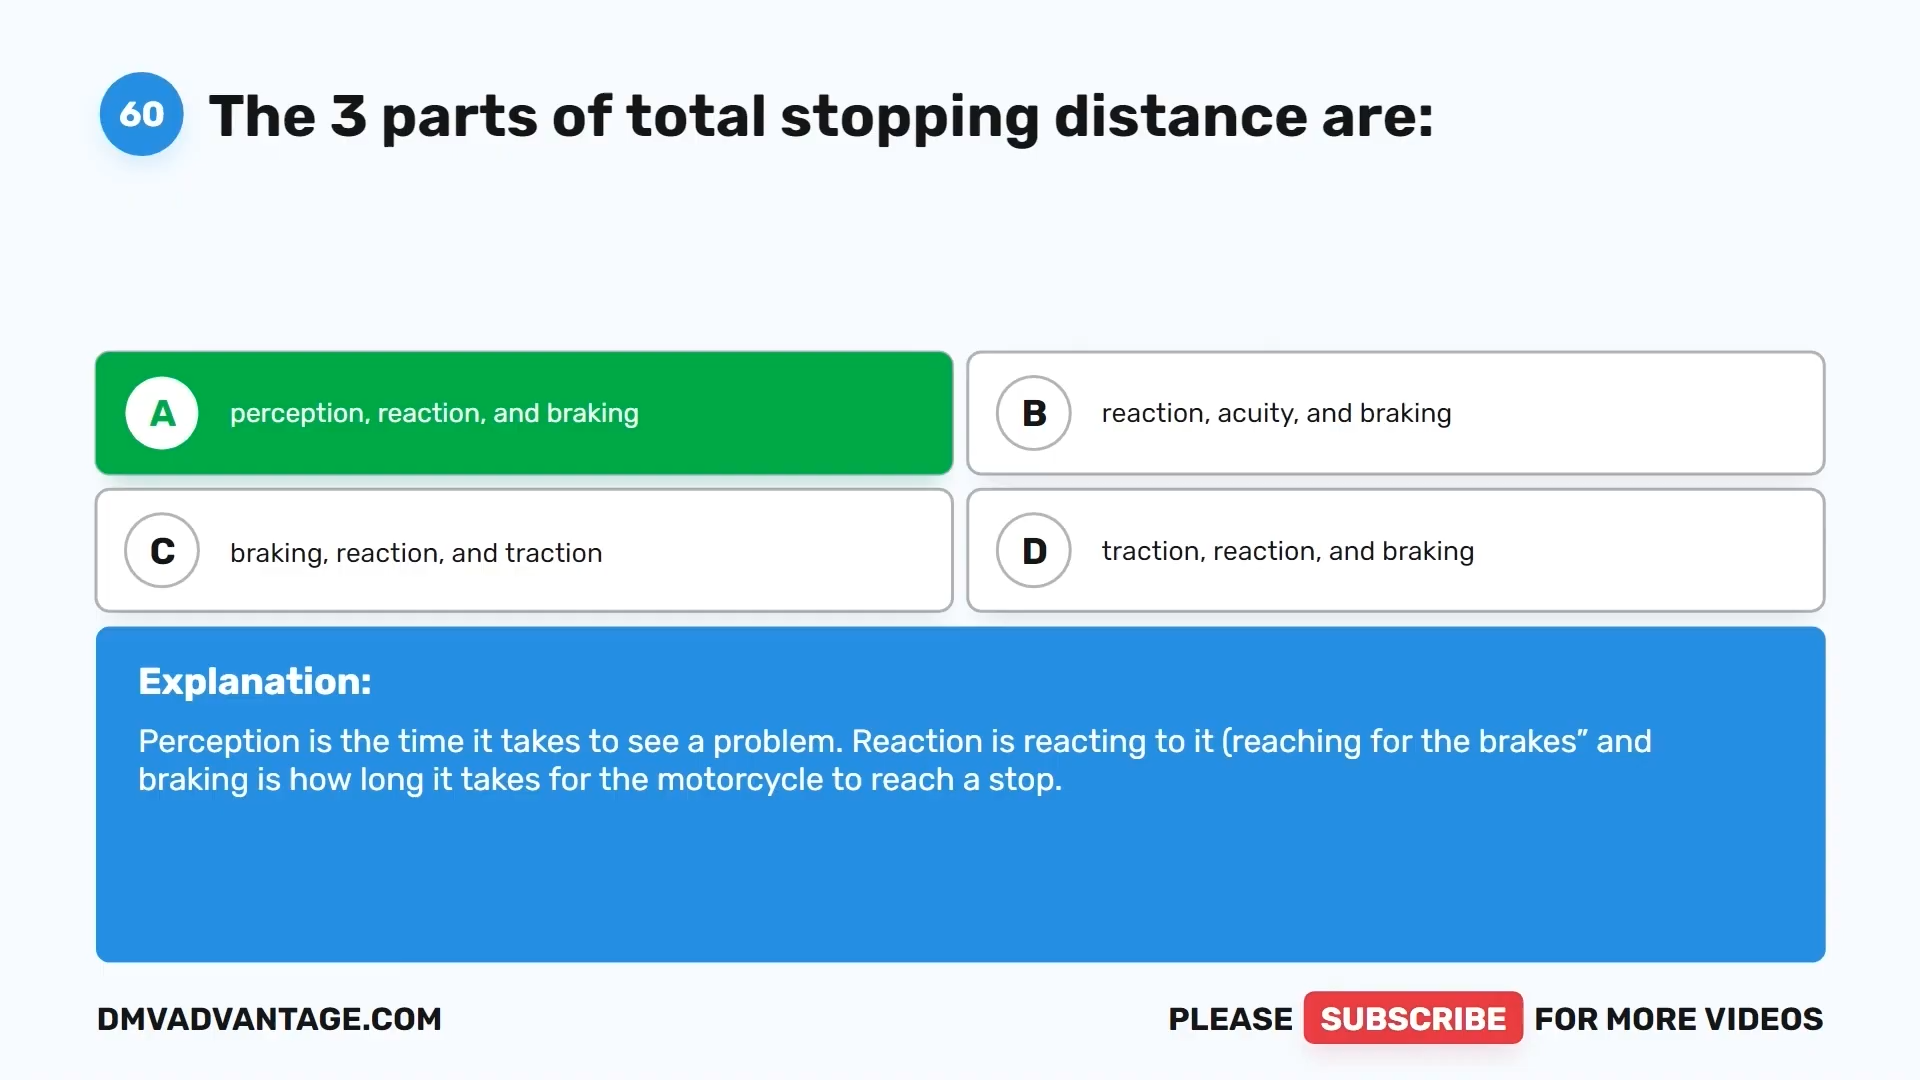 60 The 3 parts of total stopping distance are:
A perception, reaction, and braking
B reaction, acuity, and braking
C braking, reaction, and traction
D traction, reaction, and braking
Explanation:
Perception is the time it takes to see a problem. Reaction is reacting to it (reaching for the brakes” and
braking is how long it takes for the motorcycle to reach a stop.
DMVADVANTAGE.COM
PLEASE SUBSCRIBE FOR MORE VIDEOS